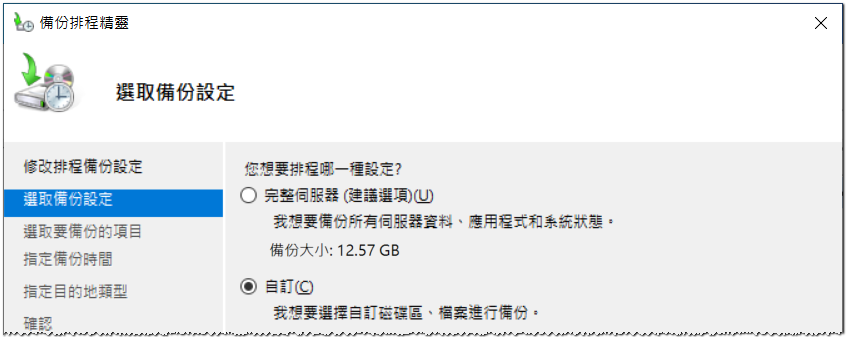 備份排程精靈
選取備份設定
修改排程備份設定
選取備份設定
選取要備份的項目
指定備份時間
指定目的地類型
確認
您想要排程哪一種設定?
完整伺服器 (建議選項)(U)
我想要備份所有伺服器資料、應用程式和系統狀態。
備份大小: 12.57 GB
自訂(C)
我想要選擇自訂磁碟區、檔案進行備份。